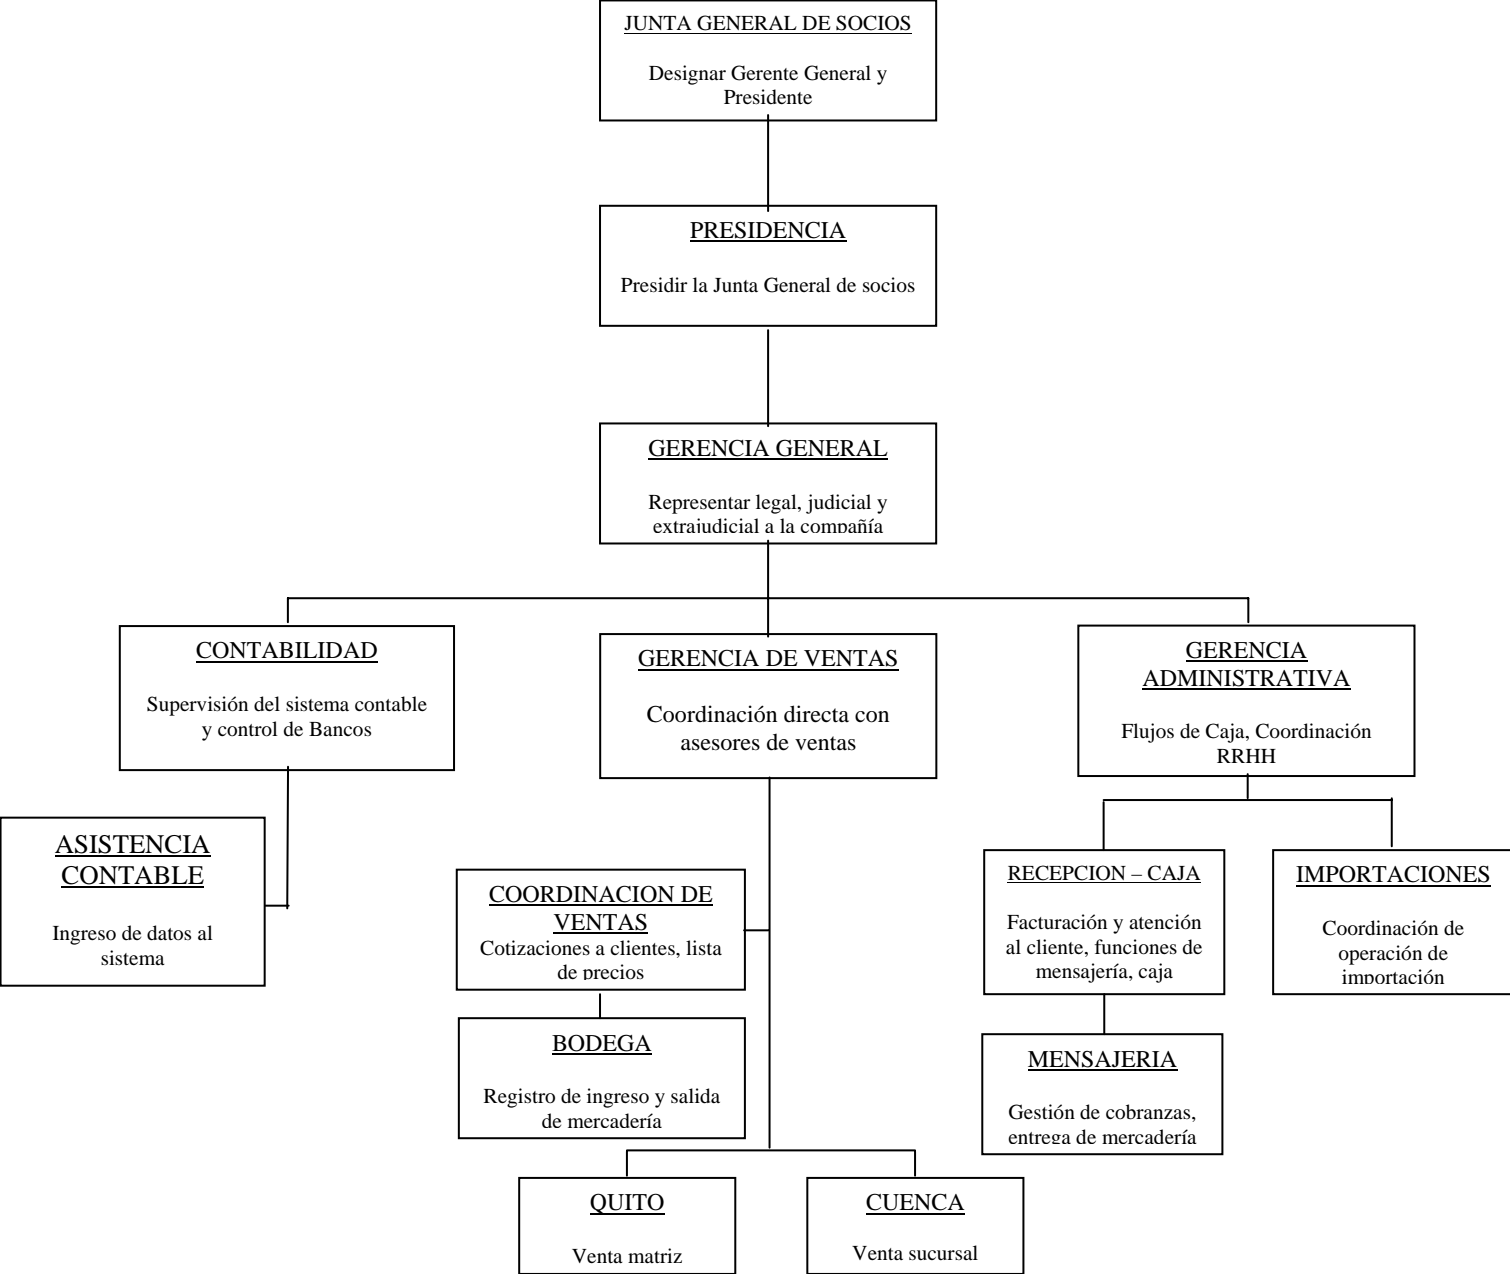 JUNTA GENERAL DE SOCIOS
Designar Gerente General y
Presidente
PRESIDENCIA
Presidir la Junta General de socios
GERENCIA GENERAL
Representar legal, judicial y
extrajudicial a la compañía
CONTABILIDAD
Supervisión del sistema contable
y control de Bancos
GERENCIA DE VENTAS
Coordinación directa con
asesores de ventas
GERENCIA
ADMINISTRATIVA
Flujos de Caja, Coordinación
RRHH
ASISTENCIA
CONTABLE
Ingreso de datos al
sistema
COORDINACION DE
VENTAS
Cotizaciones a clientes, lista
de precios
RECEPCION – CAJA
Facturación y atención
al cliente, funciones de
mensajería, caja
IMPORTACIONES
Coordinación de
operación de
importación
BODEGA
Registro de ingreso y salida
de mercadería
MENSAJERIA
Gestión de cobranzas,
entrega de mercadería
QUITO
Venta matriz
CUENCA
Venta sucursal